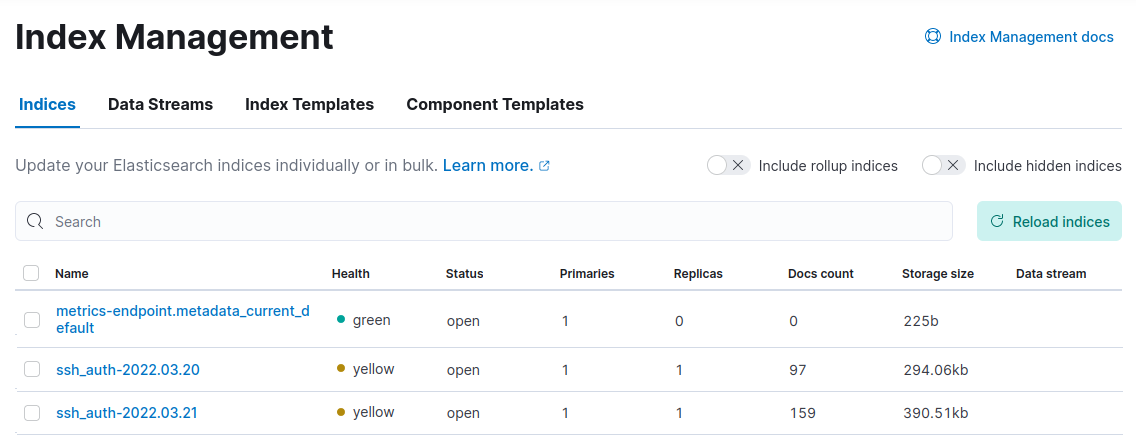 Index Management
Index Management docs
Indices Data Streams Index Templates Component Templates
Update your Elasticsearch indices individually or in bulk. Learn more. Include rollup indices Include hidden indices
Search Reload indices
Name Health Status Primaries Replicas Docs count Storage size Data stream
metrics-endpoint.metadata_current_d
efault green open 1 0 0 225b
ssh_auth-2022.03.20 yellow open 1 1 97 294.06kb
ssh_auth-2022.03.21 yellow open 1 1 159 390.51kb